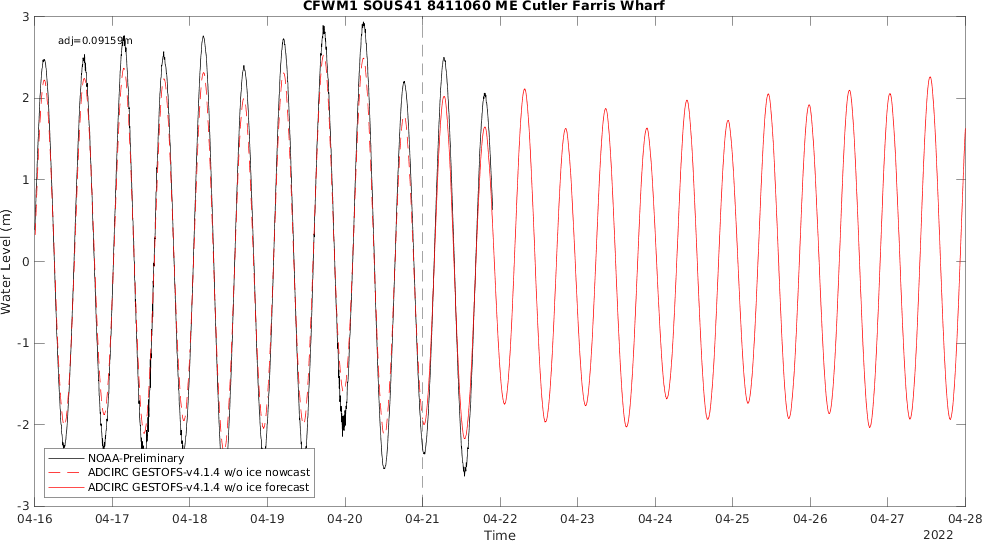 CFWM1 SOUS41 8411060 ME Cutler Farris Wharf
adj=0.09159m
3
2
1
0
-1
-2
-3
Water Level (m)
NOAA-Preliminary
ADCIRC GESTOFS-v4.1.4 w/o ice nowcast
ADCIRC GESTOFS-v4.1.4 w/o ice forecast
04-16 04-17 04-18 04-19 04-20 04-21 04-22 04-23 04-24 04-25 04-26 04-27 04-28
Time
2022